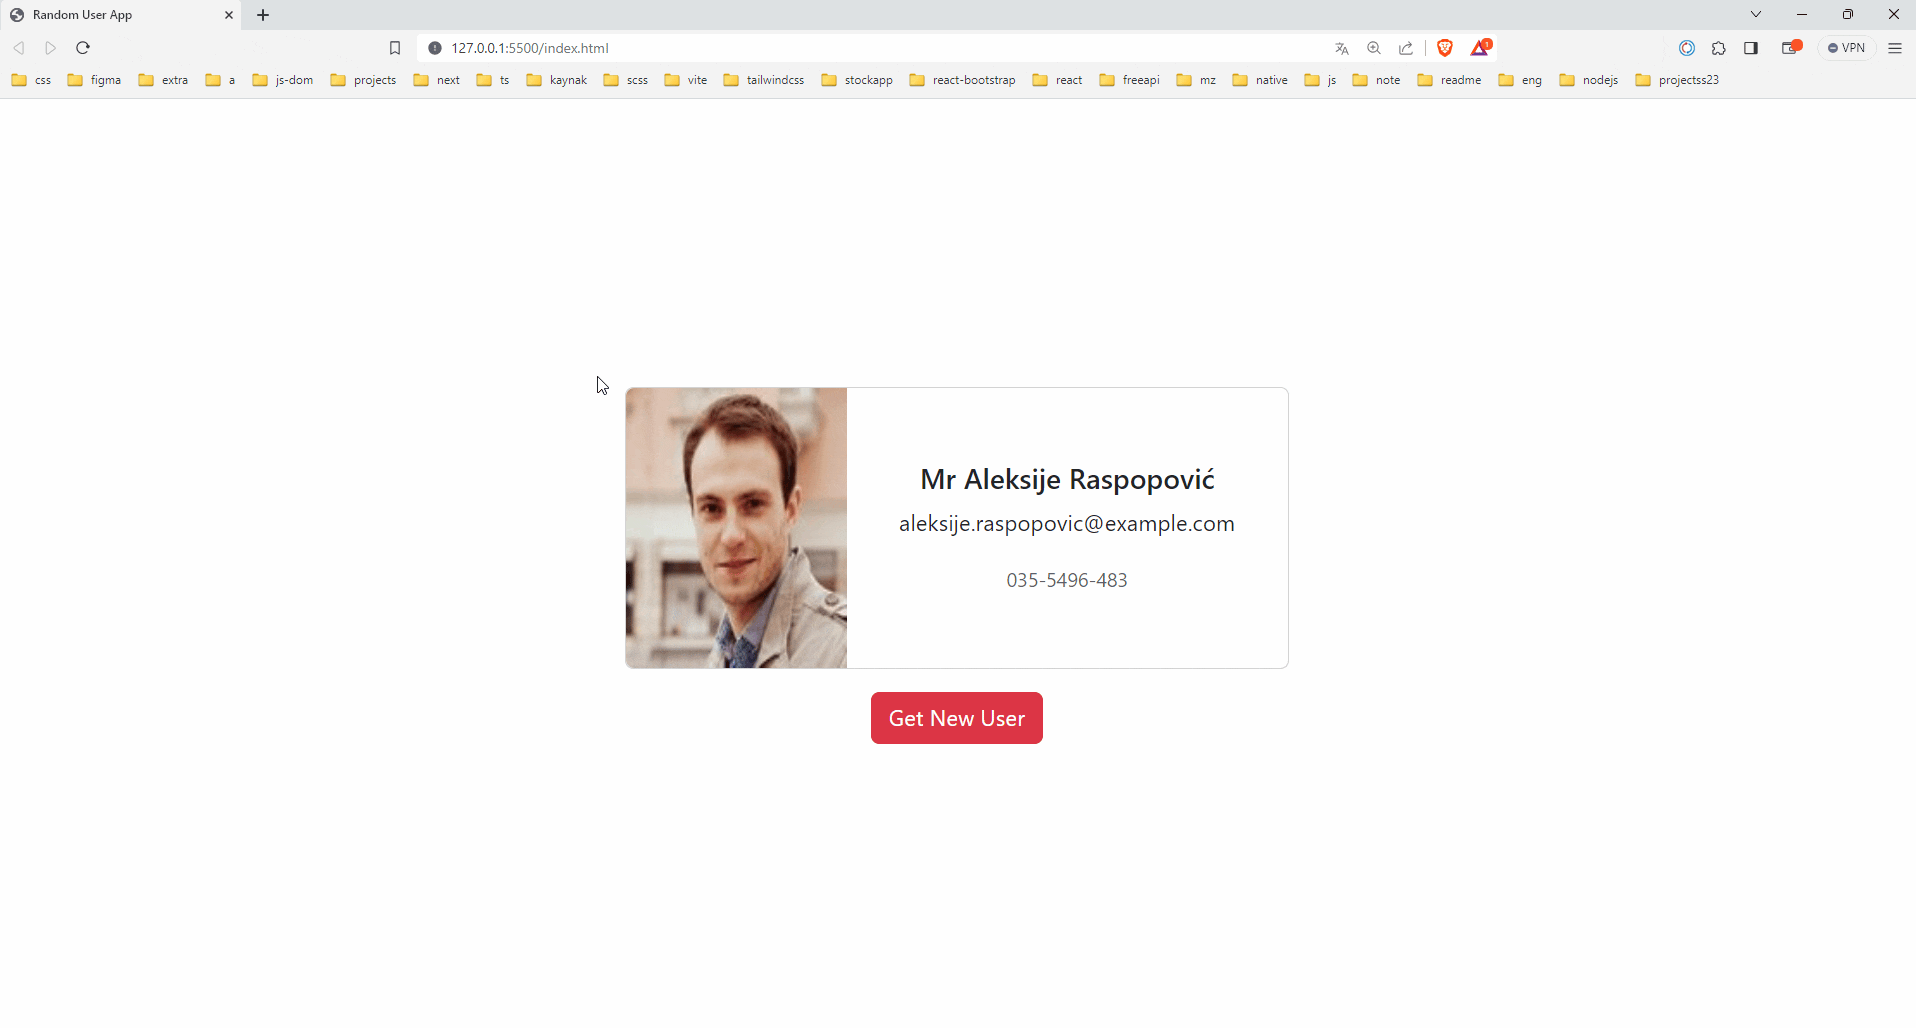 Random User App
127.0.0.1:5500/index.html
1
VPN
css figma extra a js-dom projects next ts kaynak scss vite tailwindcss stockapp react-bootstrap react freeapi mz native js note readme eng nodejs projectss23
Mr Aleksije Raspopović
aleksije.raspopovic@example.com
035-5496-483
Get New User